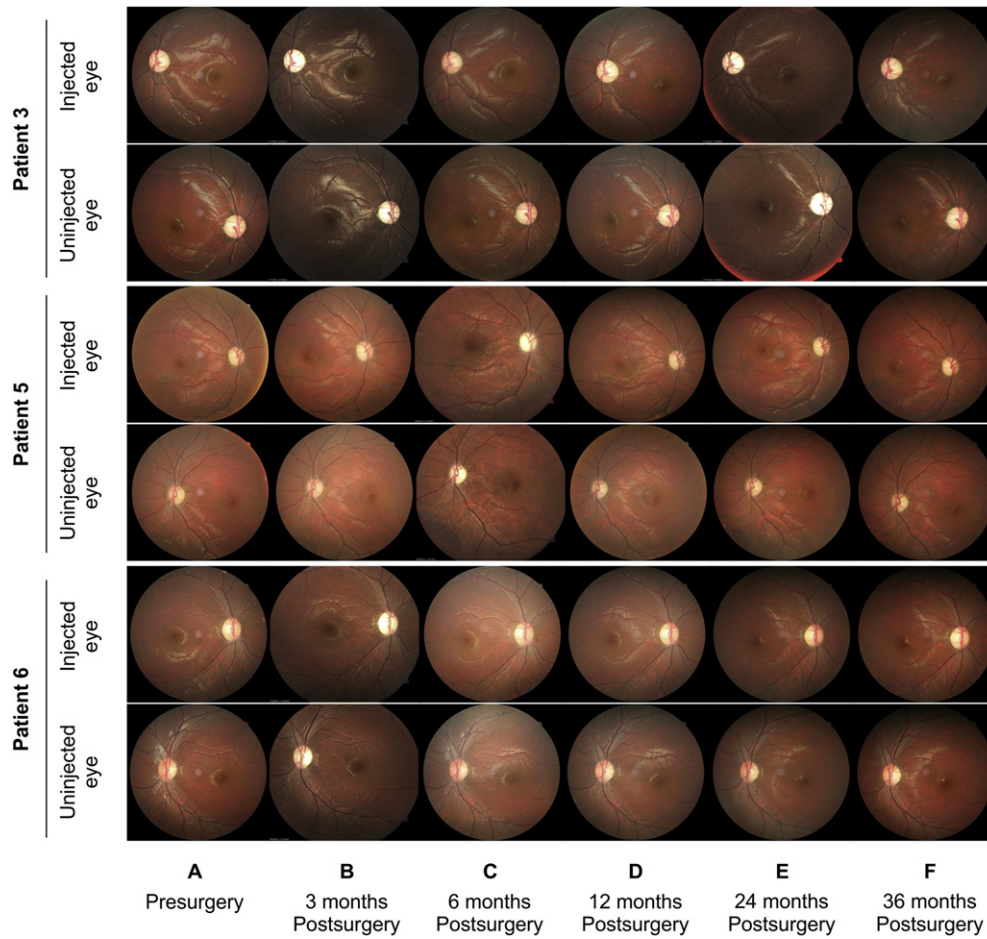 Patient 3
Injected eye
Uninjected eye
Patient 5
Injected eye
Uninjected eye
Patient 6
Injected eye
Uninjected eye
A B C D E F
Presurgery 3 months 6 months 12 months 24 months 36 months
Postsurgery Postsurgery Postsurgery Postsurgery Postsurgery